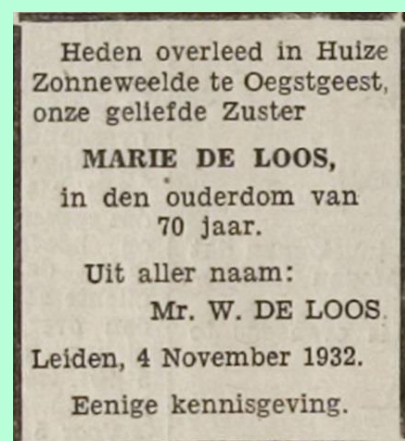 Heden overleed in Huize
Zonneweelde te Oegstgeest,
onze geliefde Zuster
MARIE DE LOOS,
in den ouderdom van
70 jaar.
Uit aller naam:
Mr. W. DE LOOS.
Leiden, 4 November 1932.
Eenige kennisgeving.